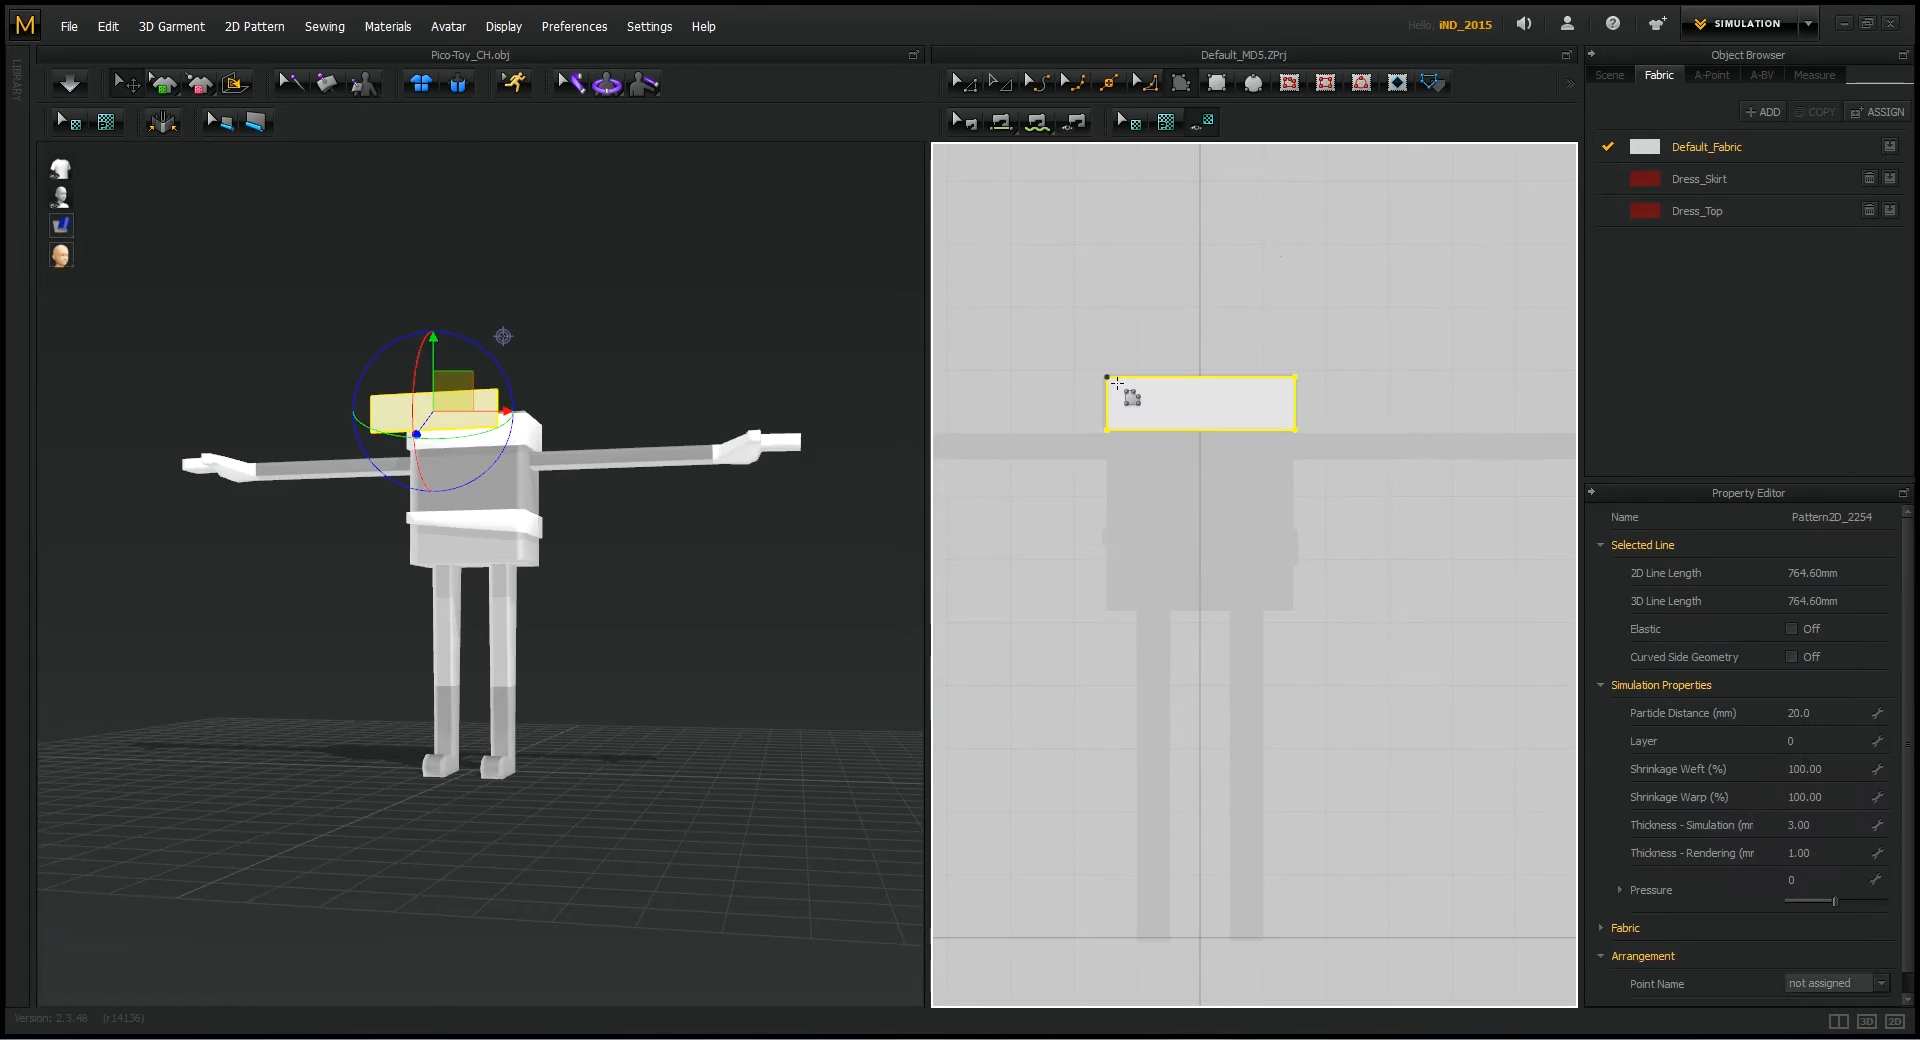 M File Edit 3D Garment 2D Pattern Sewing Materials Avatar Display Preferences Settings Help Hello, iND_2015 SIMULATION
LIBRARY
Pico-Toy_CH.obj
Default_MD5.ZPrj
Object Browser
Scene Fabric A-Point A-BV Measure
ADD COPY ASSIGN
Default_Fabric
Dress_Skirt
Dress_Top
Property Editor
Name Pattern2D_2254
Selected Line
2D Line Length 764.60mm
3D Line Length 764.60mm
Elastic Off
Curved Side Geometry Off
Simulation Properties
Particle Distance (mm) 20.0
Layer 0
Shrinkage Weft (%) 100.00
Shrinkage Warp (%) 100.00
Thickness - Simulation (mr 3.00
Thickness - Rendering (mr 1.00
Pressure 0
Fabric
Arrangement
Point Name not assigned
Version: 2.3.48 (r14136)
3D 2D